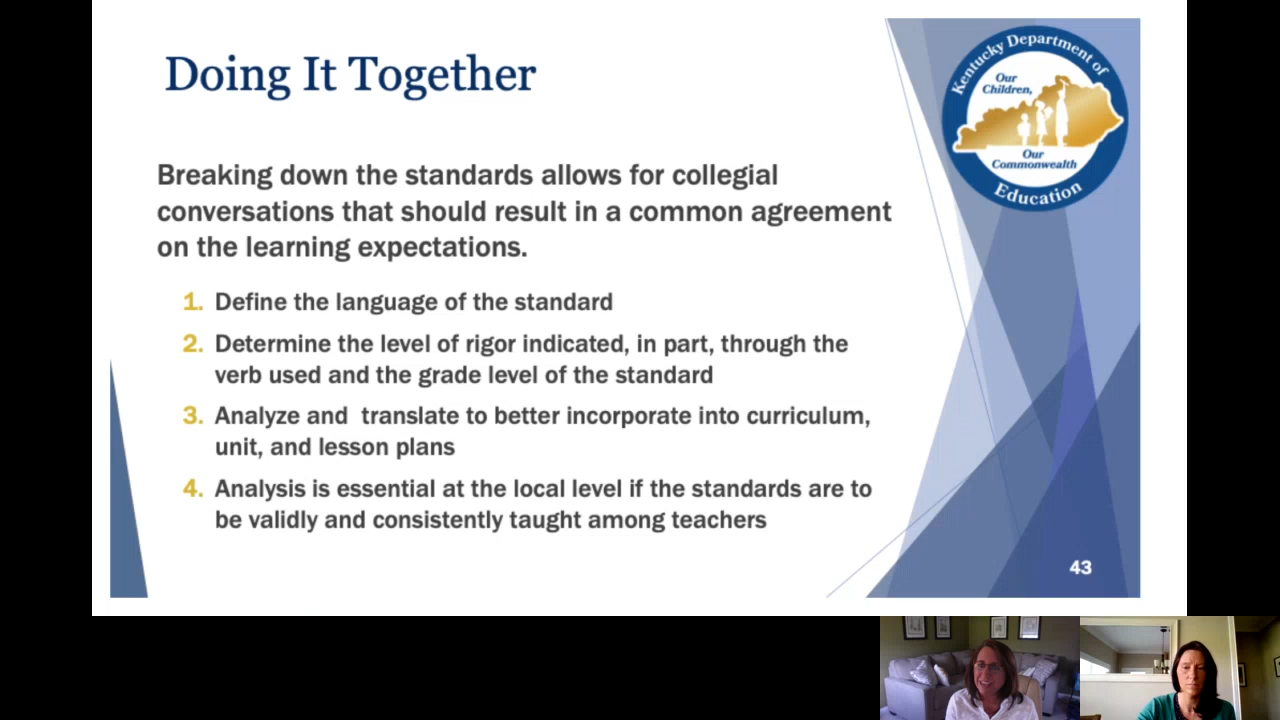 Doing It Together
Kentucky Department of
Our
Children,
Our
Commonwealth
Education
Breaking down the standards allows for collegial
conversations that should result in a common agreement
on the learning expectations.
1. Define the language of the standard
2. Determine the level of rigor indicated, in part, through the
verb used and the grade level of the standard
3. Analyze and  translate to better incorporate into curriculum,
unit, and lesson plans
4. Analysis is essential at the local level if the standards are to
be validly and consistently taught among teachers
43